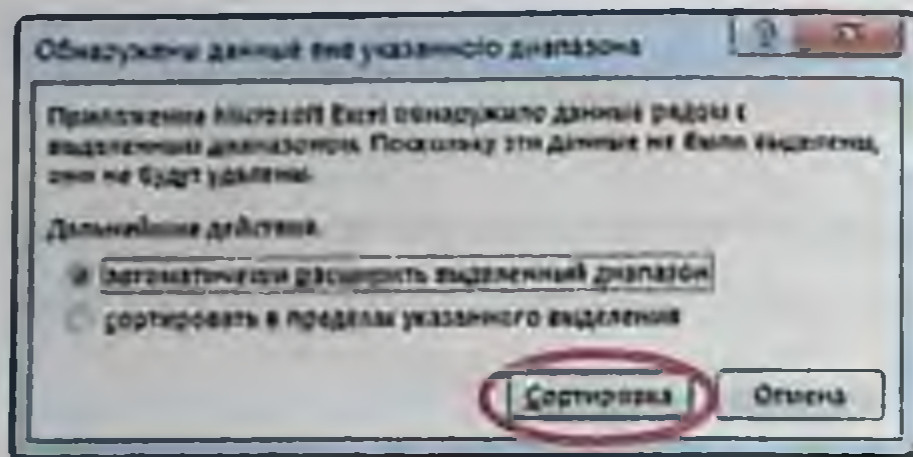 Обнаружены данные вне указанного диапазона
Приложение Microsoft Excel обнаружило данные рядом с
выделенным диапазоном. Поскольку эти данные не были выделены,
они не будут удалены.
Дальнейшие действия
автоматически расширить выделенный диапазон
сортировать в пределах указанного выделения
Сортировка Отмена